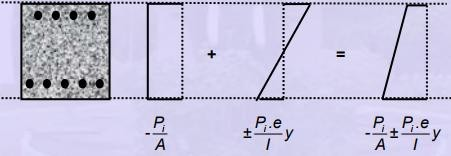 + =
-P_i/A ±P_i.e/I y -P_i/A±P_i.e/I y